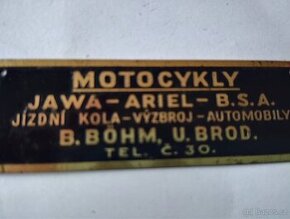 MOTOCYKLY
JAWA-ARIEL-B.S.A.
JÍZDNÍ KOLA-VÝZBROJ-AUTOMOBILY
B. BÖHM, U. BROD.
TEL. Č. 30.